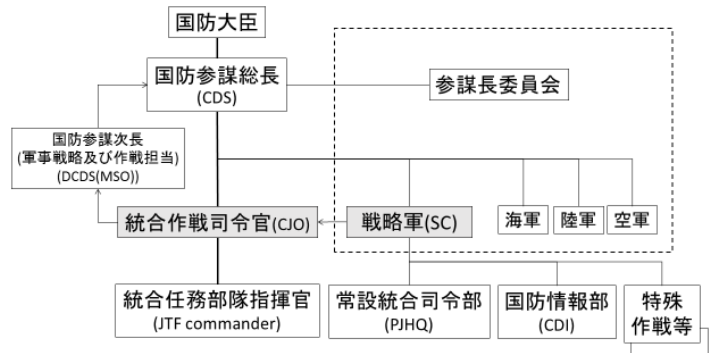 国防大臣
国防参謀総長
(CDS)
参謀長委員会
国防参謀次長
(軍事戦略及び作戦担当)
(DCDS(MSO))
統合作戦司令官(CJO)
戦略軍(SC)
海軍
陸軍
空軍
統合任務部隊指揮官
(JTF commander)
常設統合司令部
(PJHQ)
国防情報部
(CDI)
特殊
作戦等